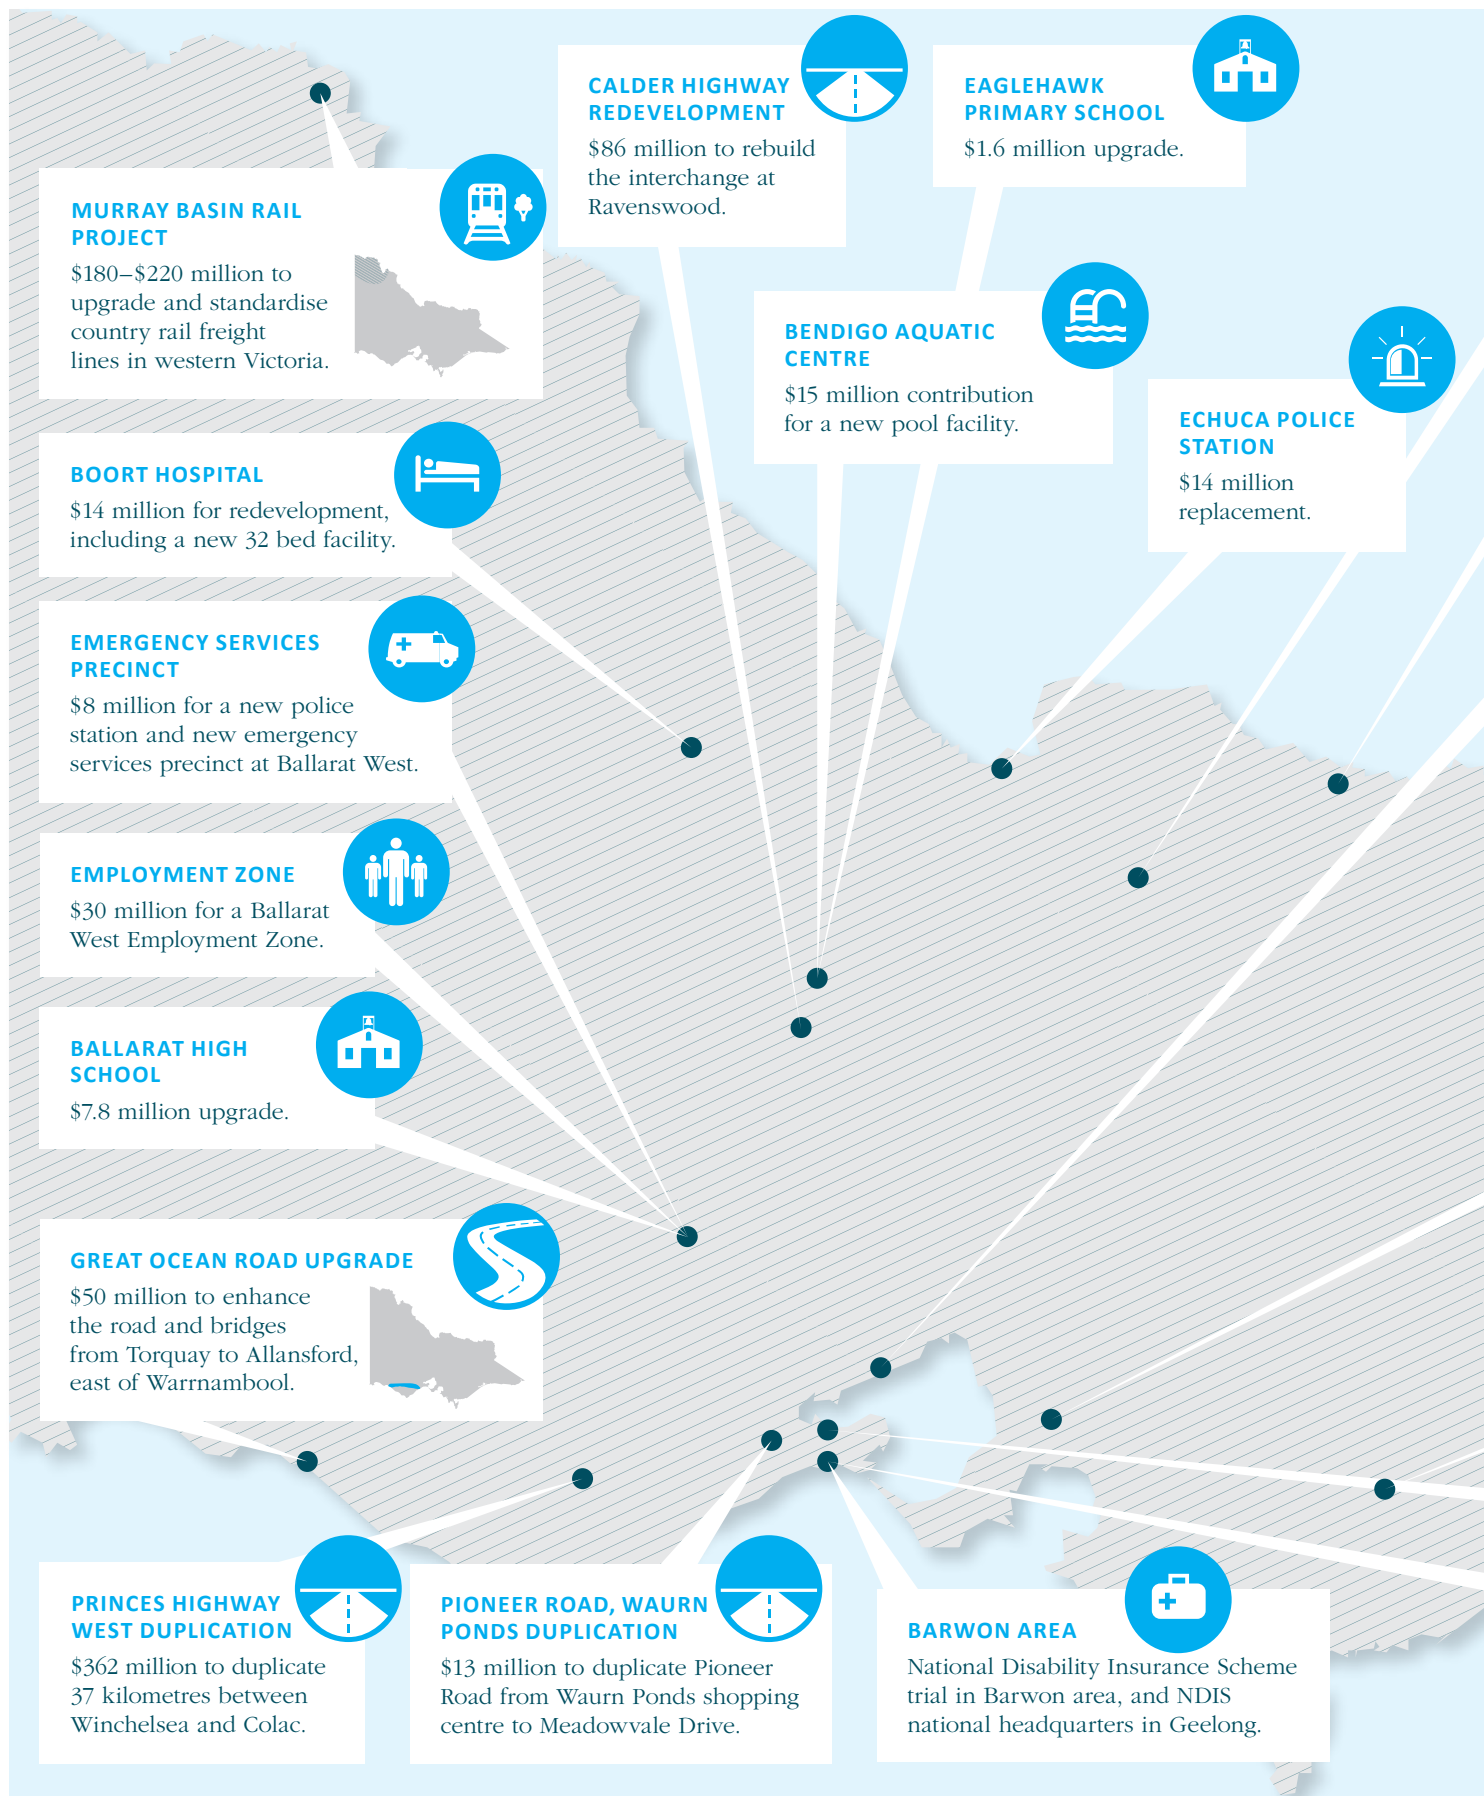 CALDER HIGHWAY
REDEVELOPMENT
$86 million to rebuild
the interchange at
Ravenswood.
EAGLEHAWK
PRIMARY SCHOOL
$1.6 million upgrade.
MURRAY BASIN RAIL
PROJECT
$180–$220 million to
upgrade and standardise
country rail freight
lines in western Victoria.
BENDIGO AQUATIC
CENTRE
$15 million contribution
for a new pool facility.
ECHUCA POLICE
STATION
$14 million
replacement.
BOORT HOSPITAL
$14 million for redevelopment,
including a new 32 bed facility.
EMERGENCY SERVICES
PRECINCT
$8 million for a new police
station and new emergency
services precinct at Ballarat West.
EMPLOYMENT ZONE
$30 million for a Ballarat
West Employment Zone.
BALLARAT HIGH
SCHOOL
$7.8 million upgrade.
GREAT OCEAN ROAD UPGRADE
$50 million to enhance
the road and bridges
from Torquay to Allansford,
east of Warrnambool.
PRINCES HIGHWAY
WEST DUPLICATION
$362 million to duplicate
37 kilometres between
Winchelsea and Colac.
PIONEER ROAD, WAURN
PONDS DUPLICATION
$13 million to duplicate Pioneer
Road from Waurn Ponds shopping
centre to Meadowvale Drive.
BARWON AREA
National Disability Insurance Scheme
trial in Barwon area, and NDIS
national headquarters in Geelong.